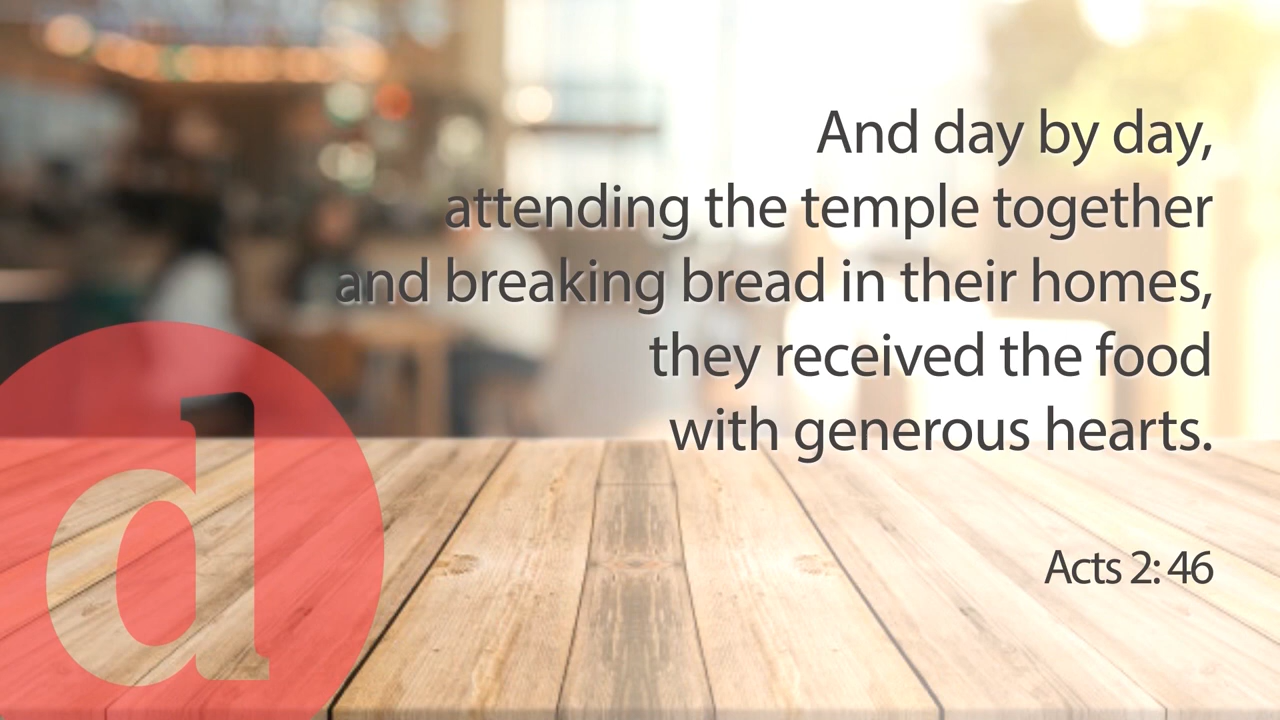 And day by day,
attending the temple together
and breaking bread in their homes,
they received the food
with generous hearts.
Acts 2: 46
d